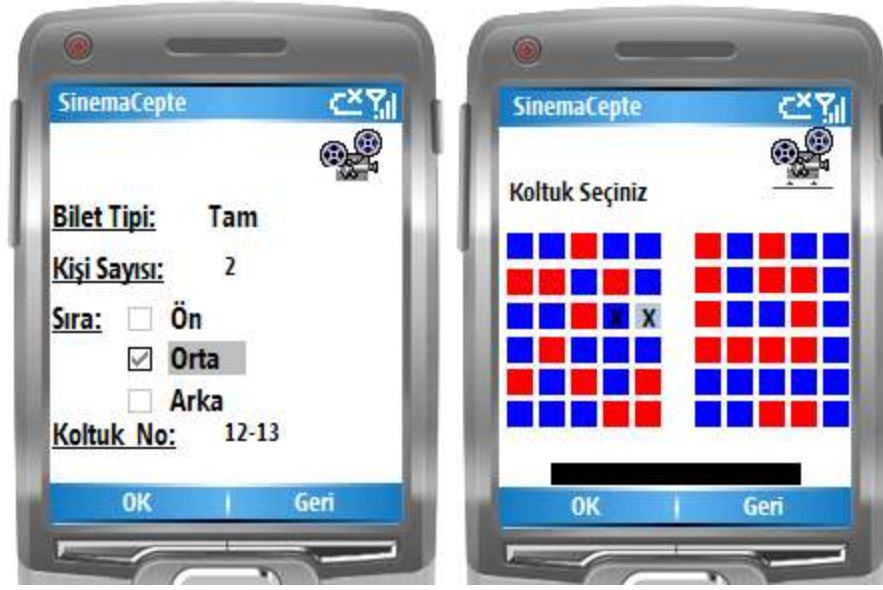 SinemaCepte
Bilet Tipi: Tam
Kişi Sayısı: 2
Sıra: Ön
Orta
Arka
Koltuk No: 12-13
OK Geri
SinemaCepte
Koltuk Seçiniz
X X
OK Geri